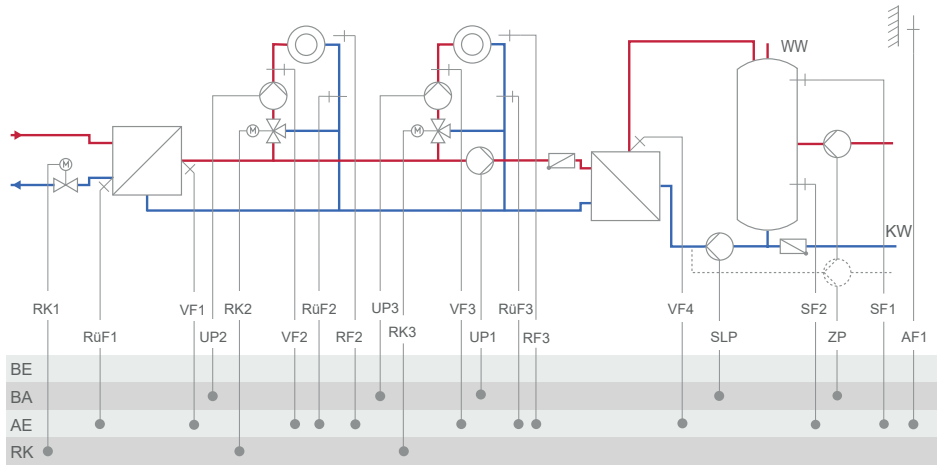 WW
M
M
M
KW
RK1
VF1
RK2
RüF2
UP3
VF3
RüF3
VF4
SF2
SF1
RüF1
UP2
VF2
RF2
RK3
UP1
RF3
SLP
ZP
AF1
BE
BA
AE
RK